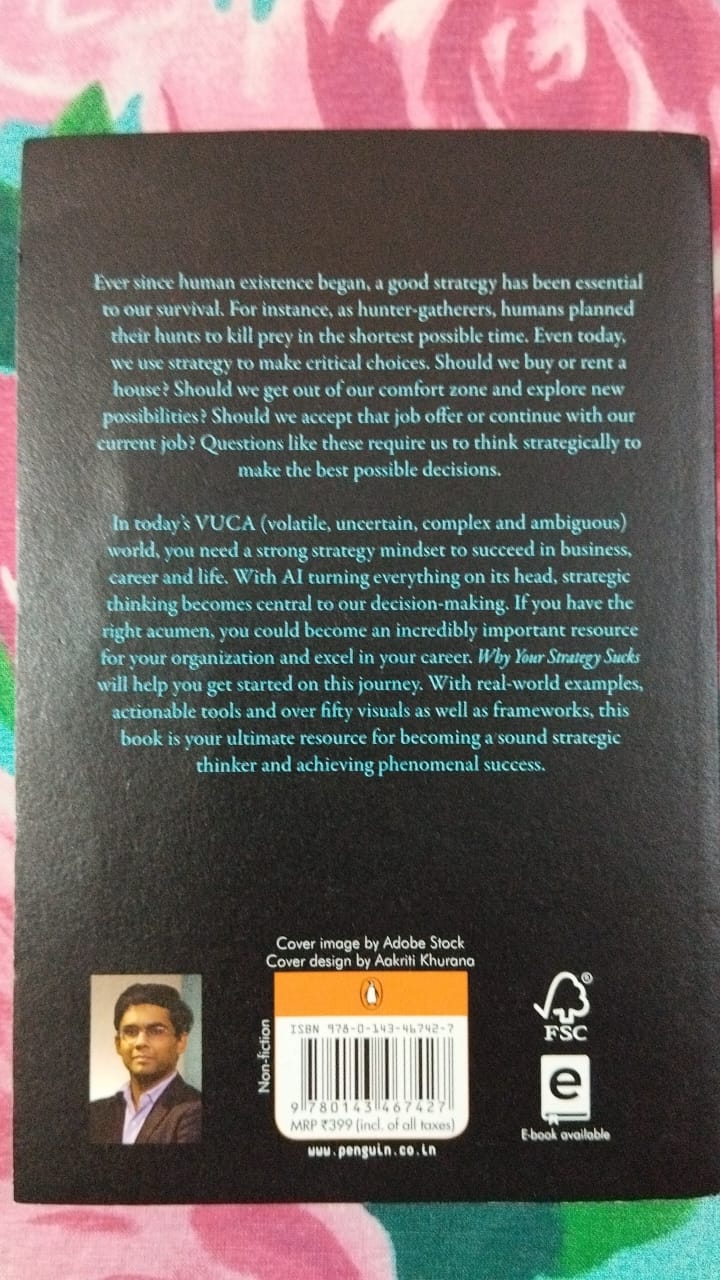 Ever since human existence began, a good strategy has been essential
to our survival. For instance, as hunter-gatherers, humans planned
their hunts to kill prey in the shortest possible time. Even today,
we use strategy to make critical choices. Should we buy or rent a
house? Should we get out of our comfort zone and explore new
possibilities? Should we accept that job offer or continue with our
current job? Questions like these require us to think strategically to
make the best possible decisions.
In today's VUCA (volatile, uncertain, complex and ambiguous)
world, you need a strong strategy mindset to succeed in business,
career and life. With AI turning everything on its head, strategic
thinking becomes central to our decision-making. If you have the
right acumen, you could become an incredibly important resource
for your organization and excel in your career. Why Your Strategy Sucks
will help you get started on this journey. With real-world examples,
actionable tools and over fifty visuals as well as frameworks, this
book is your ultimate resource for becoming a sound strategic
thinker and achieving phenomenal success.
Cover image by Adobe Stock
Cover design by Aakriti Khurana
Non-fiction
ISBN 978-0-143-46742-7
9 780143 467427
MRP ₹399 (incl. of all taxes)
www.penguin.co.in
®
FSC
e
E-book available